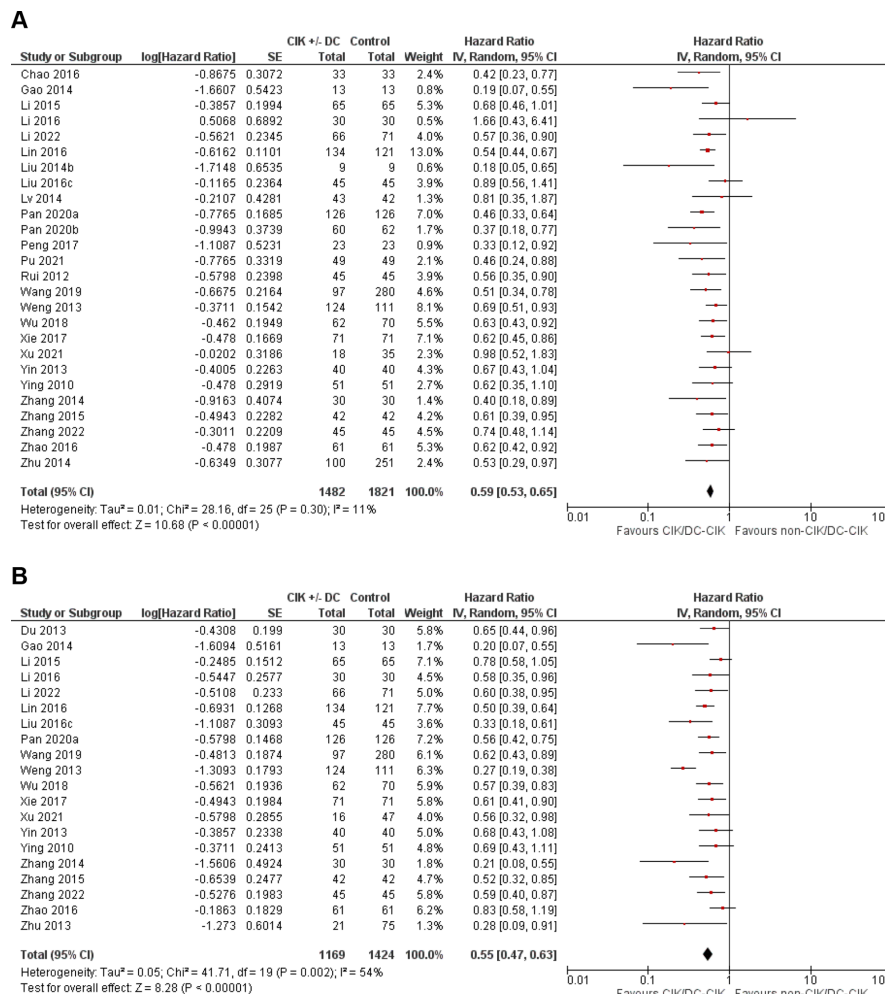 A
CIK +/- DC Control Hazard Ratio Hazard Ratio
Study or Subgroup log[Hazard Ratio] SE Total Total Weight IV, Random, 95% CI IV, Random, 95% CI
Chao 2016 -0.8675 0.3072 33 33 2.4% 0.42 [0.23, 0.77]
Gao 2014 -1.6607 0.5423 13 13 0.8% 0.19 [0.07, 0.55]
Li 2015 -0.3857 0.1994 65 65 5.3% 0.68 [0.46, 1.01]
Li 2016 0.5068 0.6892 30 30 0.5% 1.66 [0.43, 6.41]
Li 2022 -0.5621 0.2345 66 71 4.0% 0.57 [0.36, 0.90]
Lin 2016 -0.6162 0.1101 134 121 13.0% 0.54 [0.44, 0.67]
Liu 2014b -1.7148 0.6535 9 9 0.5% 0.18 [0.05, 0.65]
Liu 2016c -0.1165 0.2364 45 45 3.9% 0.89 [0.56, 1.41]
Lv 2014 -0.2107 0.4281 43 42 1.3% 0.81 [0.35, 1.87]
Pan 2020a -0.7765 0.1685 126 126 7.0% 0.46 [0.33, 0.64]
Pan 2020b -0.9943 0.3739 60 62 1.7% 0.37 [0.18, 0.77]
Peng 2017 -1.1087 0.5231 23 23 0.9% 0.33 [0.12, 0.92]
Pu 2021 -0.7765 0.3319 49 49 2.1% 0.46 [0.24, 0.88]
Rui 2012 -0.5798 0.2398 45 45 3.9% 0.56 [0.35, 0.90]
Wang 2019 -0.6675 0.2164 97 280 4.6% 0.51 [0.34, 0.78]
Weng 2013 -0.3711 0.1542 124 111 8.1% 0.69 [0.51, 0.93]
Wu 2018 -0.462 0.1949 62 70 5.5% 0.63 [0.43, 0.92]
Xie 2017 -0.478 0.1669 71 71 7.1% 0.62 [0.45, 0.86]
Xu 2021 -0.0202 0.3186 18 35 2.3% 0.98 [0.52, 1.83]
Yin 2013 -0.4005 0.2263 40 40 4.3% 0.67 [0.43, 1.04]
Ying 2010 -0.478 0.2919 51 51 2.7% 0.62 [0.35, 1.10]
Zhang 2014 -0.9163 0.4074 30 30 1.4% 0.40 [0.18, 0.89]
Zhang 2015 -0.4943 0.2282 42 42 4.2% 0.61 [0.39, 0.95]
Zhang 2022 -0.3011 0.2209 45 45 4.5% 0.74 [0.48, 1.14]
Zhao 2016 -0.478 0.1987 61 61 5.3% 0.62 [0.42, 0.92]
Zhu 2014 -0.6349 0.3077 100 251 2.4% 0.53 [0.29, 0.97]
Total (95% CI) 1482 1821 100.0% 0.59 [0.53, 0.65]
Heterogeneity: Tau² = 0.01; Chi² = 28.16, df = 25 (P = 0.30); I² = 11%
Test for overall effect: Z = 10.68 (P < 0.00001)
0.01 0.1 1 10 100
Favours CIK/DC-CIK Favours non-CIK/DC-CIK
B
CIK +/- DC Control Hazard Ratio Hazard Ratio
Study or Subgroup log[Hazard Ratio] SE Total Total Weight IV, Random, 95% CI IV, Random, 95% CI
Du 2013 -0.4308 0.199 30 30 5.8% 0.65 [0.44, 0.96]
Gao 2014 -1.6094 0.5161 13 13 1.7% 0.20 [0.07, 0.55]
Li 2015 -0.2485 0.1512 65 65 7.1% 0.78 [0.58, 1.05]
Li 2016 -0.5447 0.2577 30 30 4.4% 0.58 [0.35, 0.96]
Li 2022 -0.5108 0.233 66 71 5.0% 0.60 [0.38, 0.95]
Lin 2016 -0.6931 0.1268 134 121 7.8% 0.50 [0.39, 0.64]
Liu 2016c -1.1087 0.3093 45 45 3.6% 0.33 [0.18, 0.61]
Pan 2020a -0.5798 0.1468 126 126 7.2% 0.56 [0.42, 0.75]
Wang 2019 -0.4813 0.1874 97 280 6.1% 0.62 [0.43, 0.89]
Weng 2013 -1.3093 0.1793 124 111 6.3% 0.27 [0.19, 0.38]
Wu 2018 -0.5621 0.1936 62 70 5.9% 0.57 [0.39, 0.83]
Xie 2017 -0.4943 0.1984 71 71 5.8% 0.61 [0.41, 0.90]
Xu 2021 -0.5798 0.2855 16 47 3.9% 0.56 [0.32, 0.98]
Yin 2013 -0.3857 0.2338 40 40 5.0% 0.68 [0.43, 1.08]
Ying 2010 -0.3711 0.2413 51 51 4.8% 0.69 [0.43, 1.11]
Zhang 2014 -1.5606 0.4924 30 30 1.8% 0.21 [0.08, 0.55]
Zhang 2015 -0.6539 0.2477 42 42 4.7% 0.52 [0.32, 0.85]
Zhang 2022 -0.5276 0.1983 45 45 5.8% 0.59 [0.40, 0.87]
Zhao 2016 -0.1863 0.1829 61 61 6.2% 0.83 [0.58, 1.19]
Zhu 2013 -1.273 0.6014 21 75 1.3% 0.28 [0.09, 0.91]
Total (95% CI) 1169 1424 100.0% 0.55 [0.47, 0.63]
Heterogeneity: Tau² = 0.05; Chi² = 41.71, df = 19 (P = 0.002); I² = 54%
Test for overall effect: Z = 8.28 (P < 0.00001)
0.01 0.1 1 10
Favours CIK/DC-CIK Favours non-CIK/DC-CIK